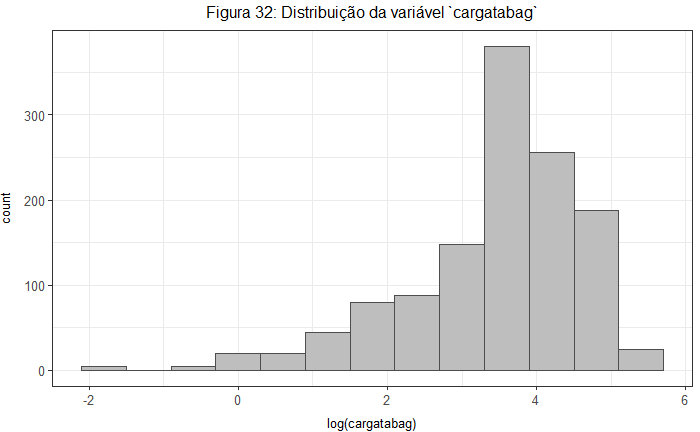 Figura 32: Distribuição da variável `cargatabag`
count
300
200
100
0
-2 0 2 4 6
log(cargatabag)